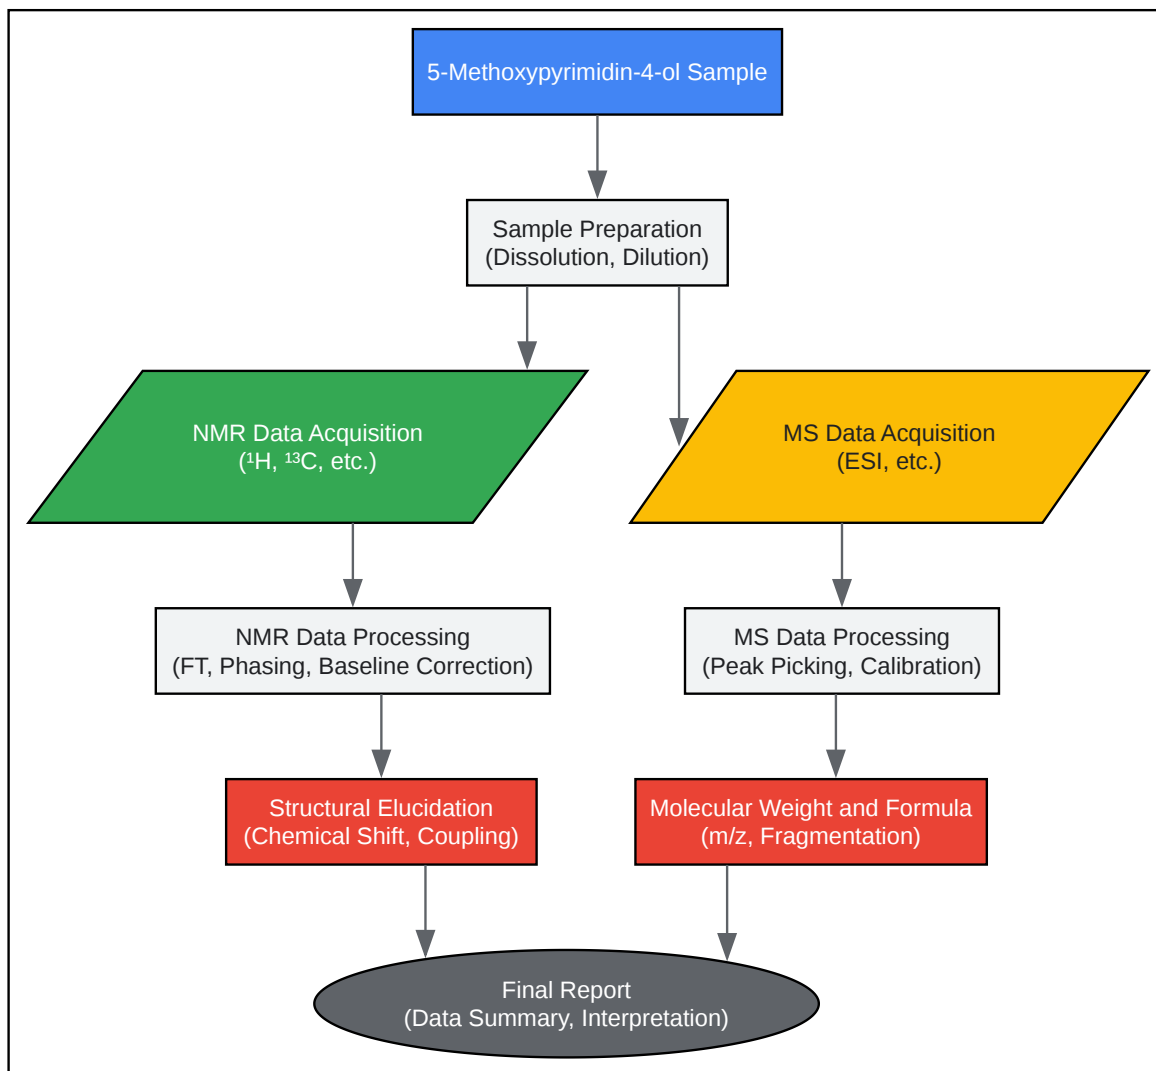 5-Methoxypyrimidin-4-ol Sample
Sample Preparation
(Dissolution, Dilution)
NMR Data Acquisition
(¹H, ¹³C, etc.)
MS Data Acquisition
(ESI, etc.)
NMR Data Processing
(FT, Phasing, Baseline Correction)
MS Data Processing
(Peak Picking, Calibration)
Structural Elucidation
(Chemical Shift, Coupling)
Molecular Weight and Formula
(m/z, Fragmentation)
Final Report
(Data Summary, Interpretation)